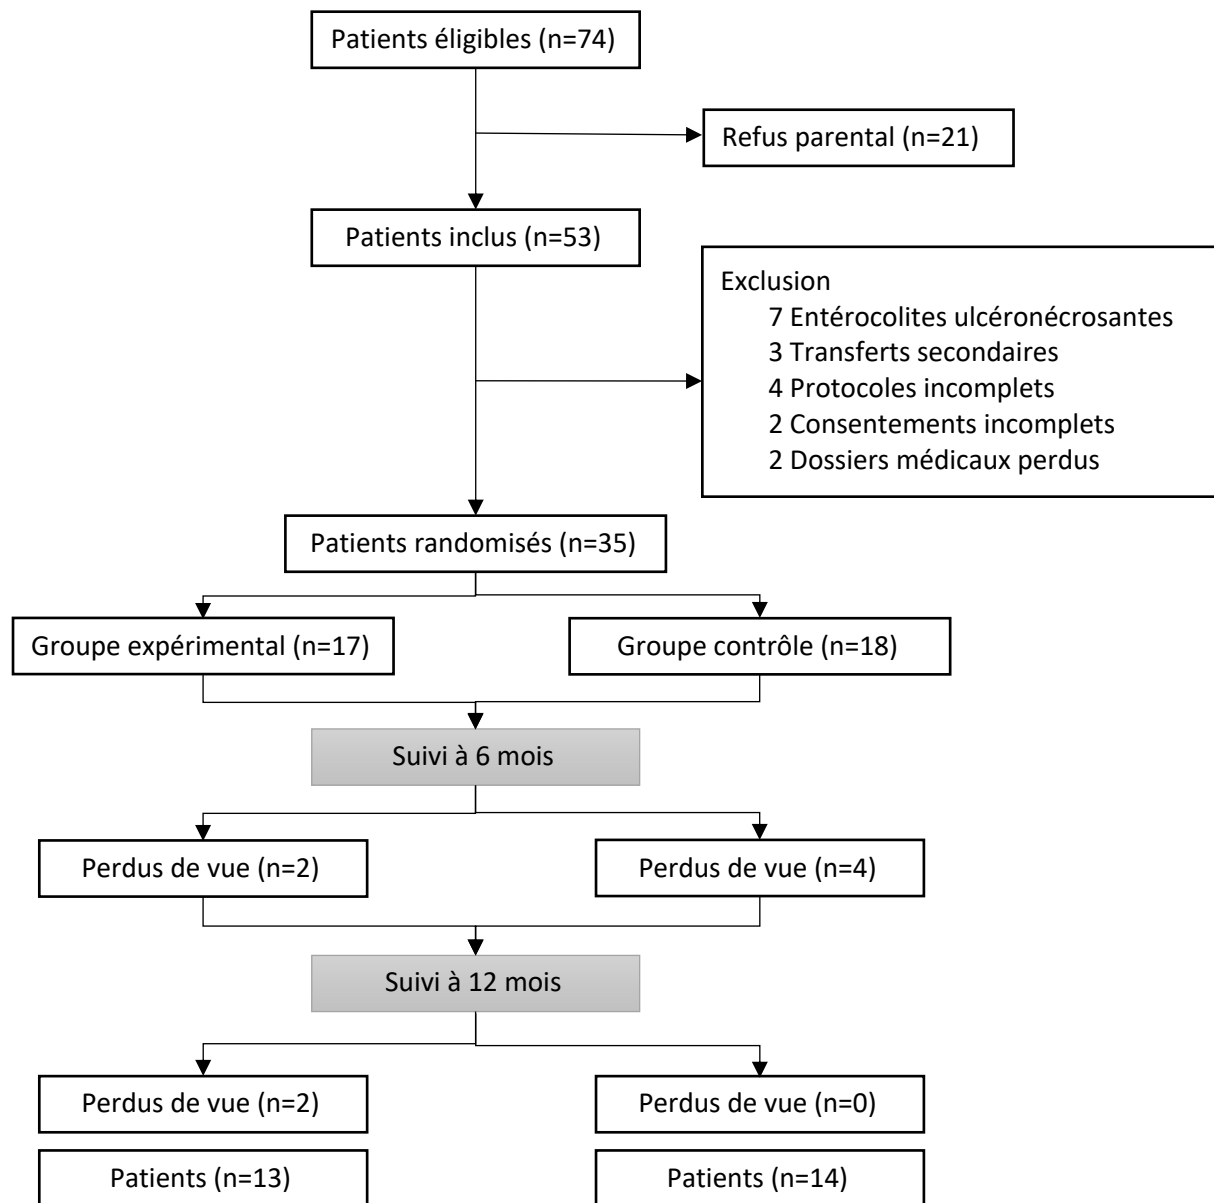 Patients éligibles (n=74)
Refus parental (n=21)
Patients inclus (n=53)
Exclusion
7 Entérocolites ulcéronécrosantes
3 Transferts secondaires
4 Protocoles incomplets
2 Consentements incomplets
2 Dossiers médicaux perdus
Patients randomisés (n=35)
Groupe expérimental (n=17)
Groupe contrôle (n=18)
Suivi à 6 mois
Perdus de vue (n=2)
Perdus de vue (n=4)
Suivi à 12 mois
Perdus de vue (n=2)
Perdus de vue (n=0)
Patients (n=13)
Patients (n=14)